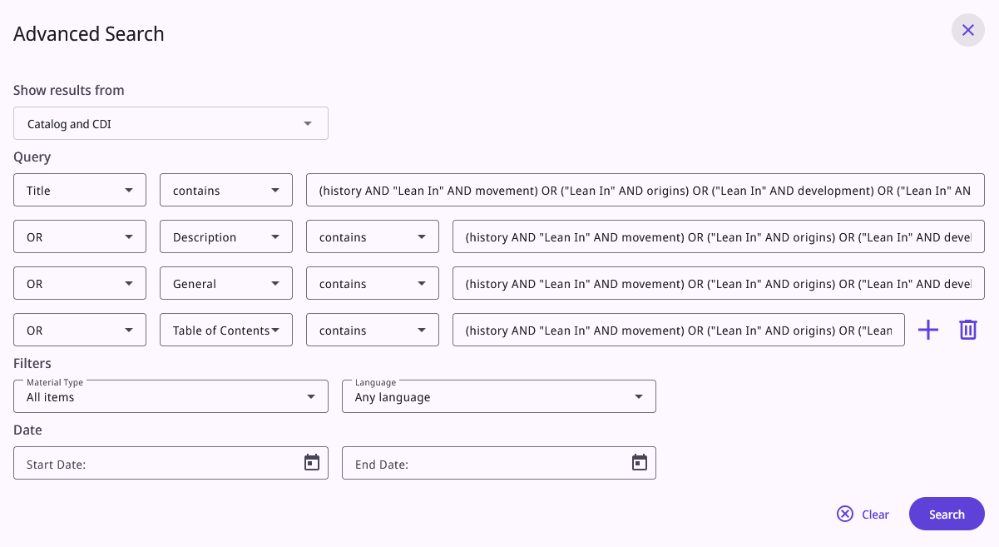 Advanced Search
Show results from
Catalog and CDI
Query
Title contains (history AND "Lean In" AND movement) OR ("Lean In" AND origins) OR ("Lean In" AND development) OR ("Lean In" AN
OR Description contains (history AND "Lean In" AND movement) OR ("Lean In" AND origins) OR ("Lean In" AND devel
OR General contains (history AND "Lean In" AND movement) OR ("Lean In" AND origins) OR ("Lean In" AND devel
OR Table of Contents contains (history AND "Lean In" AND movement) OR ("Lean In" AND origins) OR ("Lean
Filters
Material Type Language
All items Any language
Date
Start Date: End Date:
Clear Search